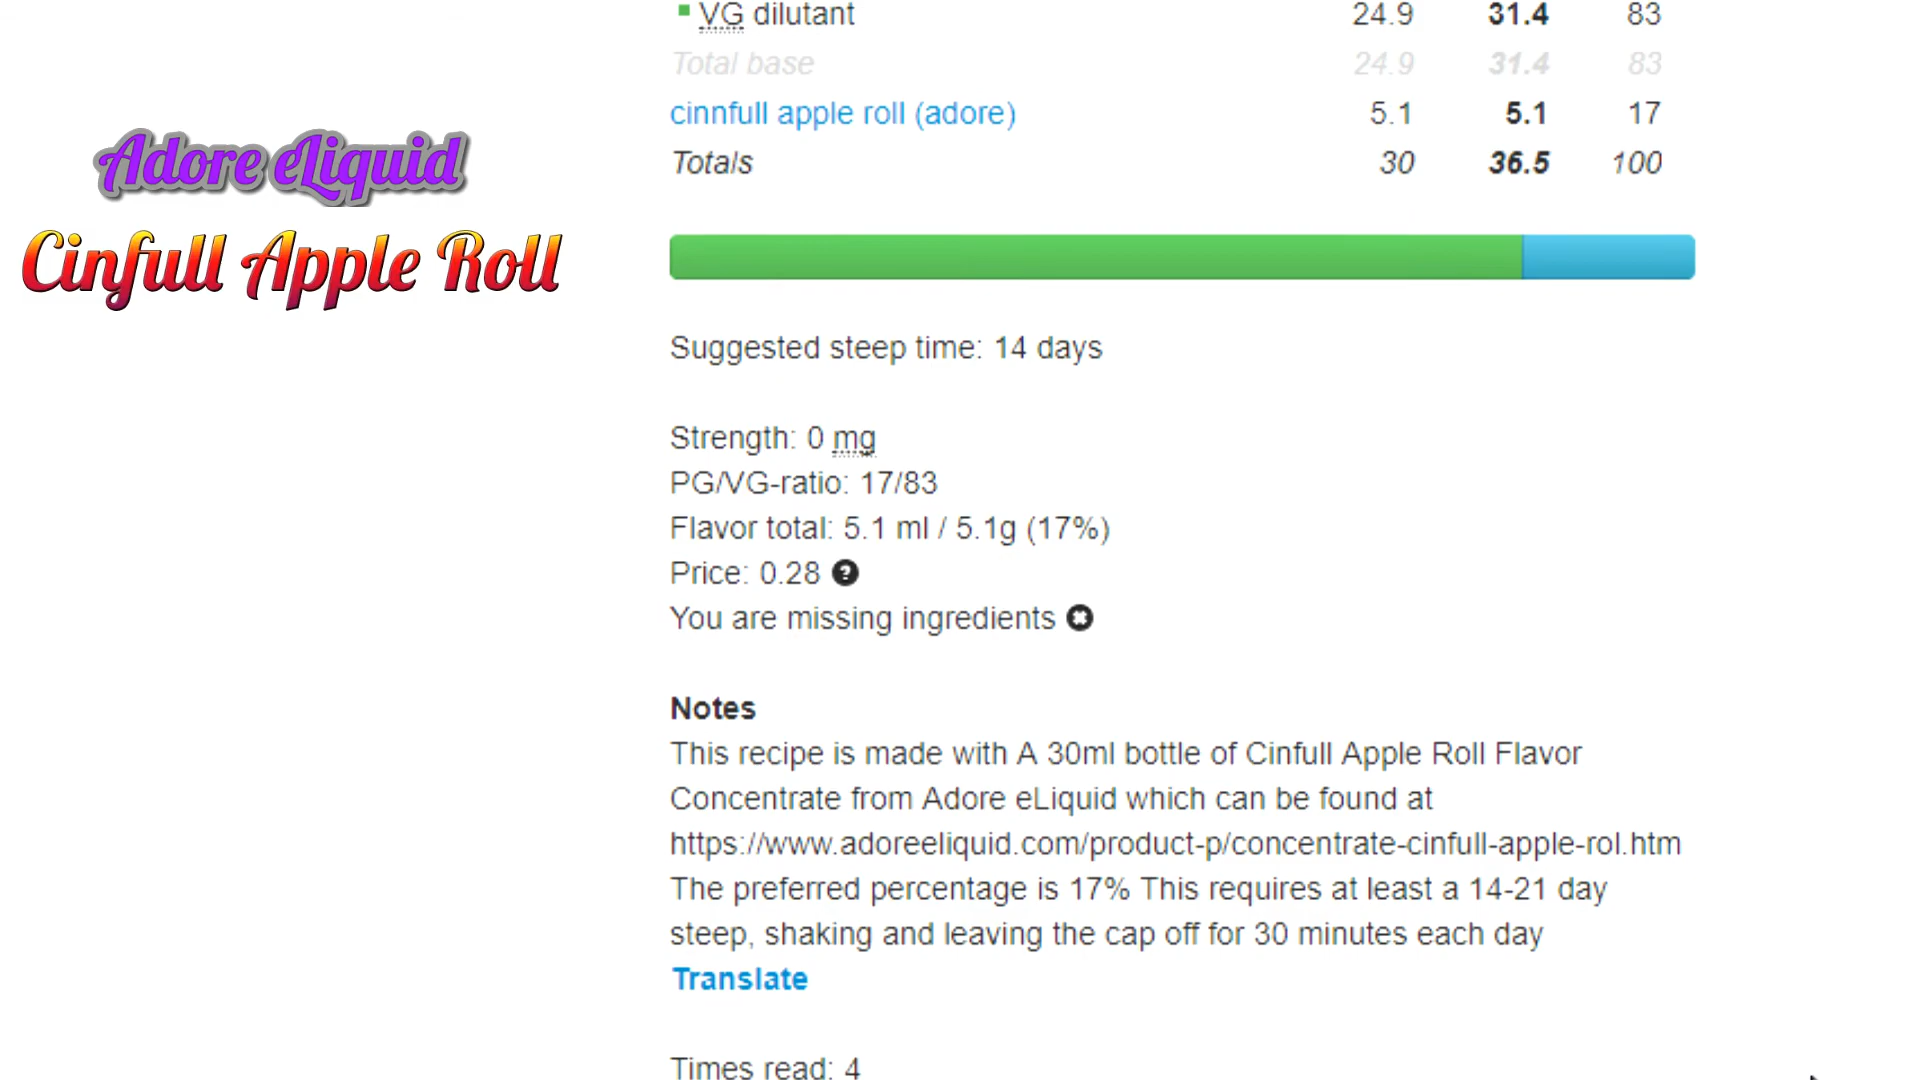 VG dilutant 24.9 31.4 83
Total base 24.9 31.4 83
cinnfull apple roll (adore) 5.1 5.1 17
Totals 30 36.5 100
Adore eLiquid
Cinfull Apple Roll
Suggested steep time: 14 days
Strength: 0 mg
PG/VG-ratio: 17/83
Flavor total: 5.1 ml / 5.1g (17%)
Price: 0.28
You are missing ingredients
Notes
This recipe is made with A 30ml bottle of Cinfull Apple Roll Flavor
Concentrate from Adore eLiquid which can be found at
https://www.adoreeliquid.com/product-p/concentrate-cinfull-apple-rol.htm
The preferred percentage is 17% This requires at least a 14-21 day
steep, shaking and leaving the cap off for 30 minutes each day
Translate
Times read: 4